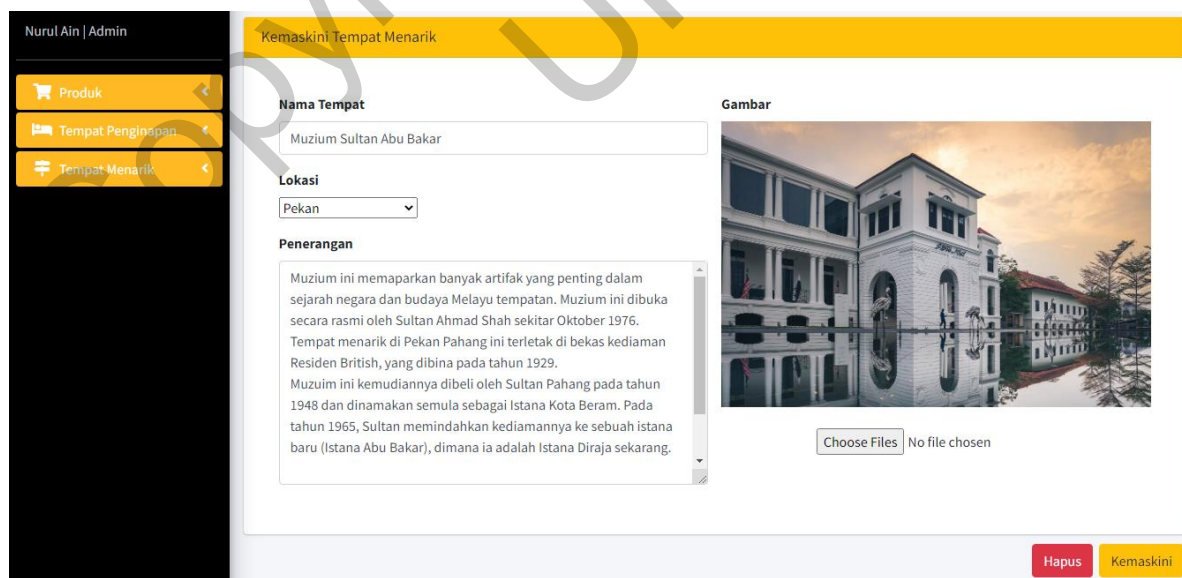 Nurul Ain | Admin
Produk
Tempat Penginapan
Tempat Menarik
Kemaskini Tempat Menarik
Nama Tempat
Muzium Sultan Abu Bakar
Lokasi
Pekan
Penerangan
Muzium ini memaparkan banyak artifak yang penting dalam
sejarah negara dan budaya Melayu tempatan. Muzium ini dibuka
secara rasmi oleh Sultan Ahmad Shah sekitar Oktober 1976.
Tempat menarik di Pekan Pahang ini terletak di bekas kediaman
Residen British, yang dibina pada tahun 1929.
Muzuim ini kemudiannya dibeli oleh Sultan Pahang pada tahun
1948 dan dinamakan semula sebagai Istana Kota Beram. Pada
tahun 1965, Sultan memindahkan kediamannya ke sebuah istana
baru (Istana Abu Bakar), dimana ia adalah Istana Diraja sekarang.
Gambar
Choose Files No file chosen
Hapus
Kemaskini